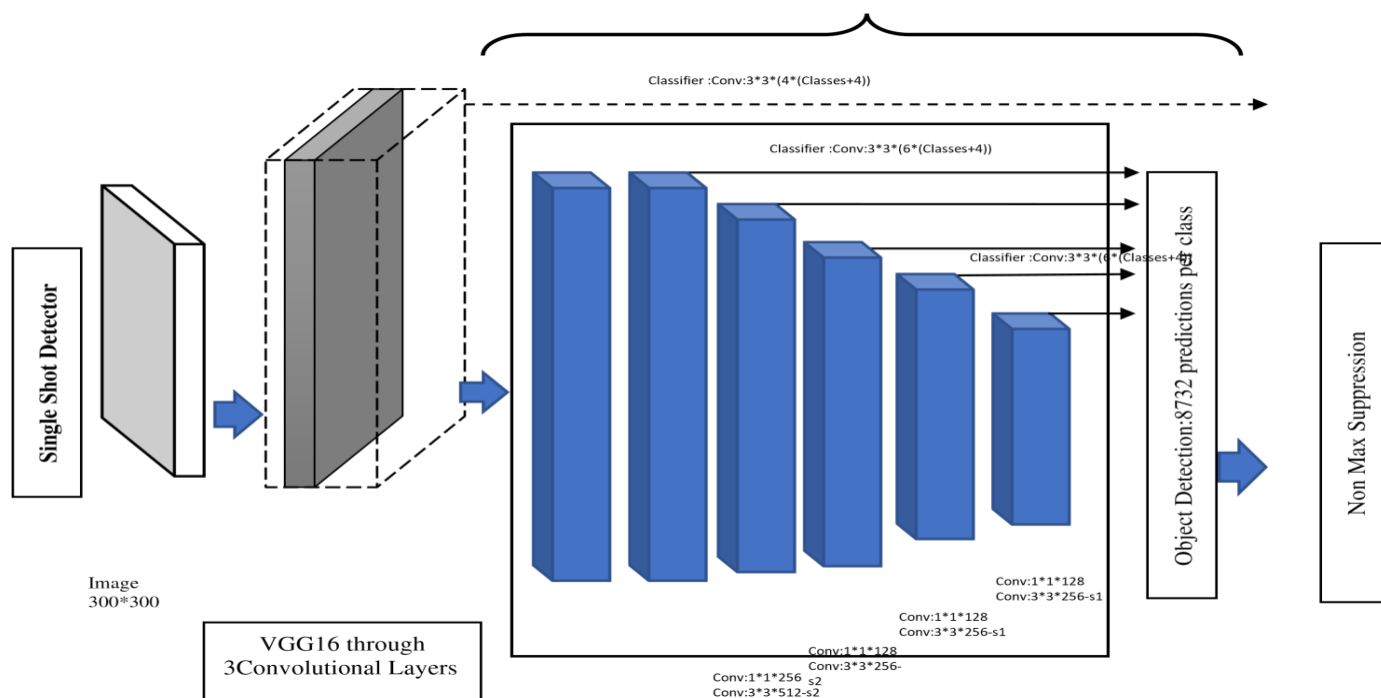 Classifier :Conv:3*3*(4*(Classes+4))
Classifier :Conv:3*3*(6*(Classes+4))
Classifier :Conv:3*3*(6*(Classes+4))
Single Shot Detector
Object Detection:8732 predictions per class
Non Max Suppression
Image
300*300
VGG16 through
3Convolutional Layers
Conv:1*1*256
Conv:3*3*512-s2
Conv:1*1*128
Conv:3*3*256-
s2
Conv:1*1*128
Conv:3*3*256-s1
Conv:1*1*128
Conv:3*3*256-s1